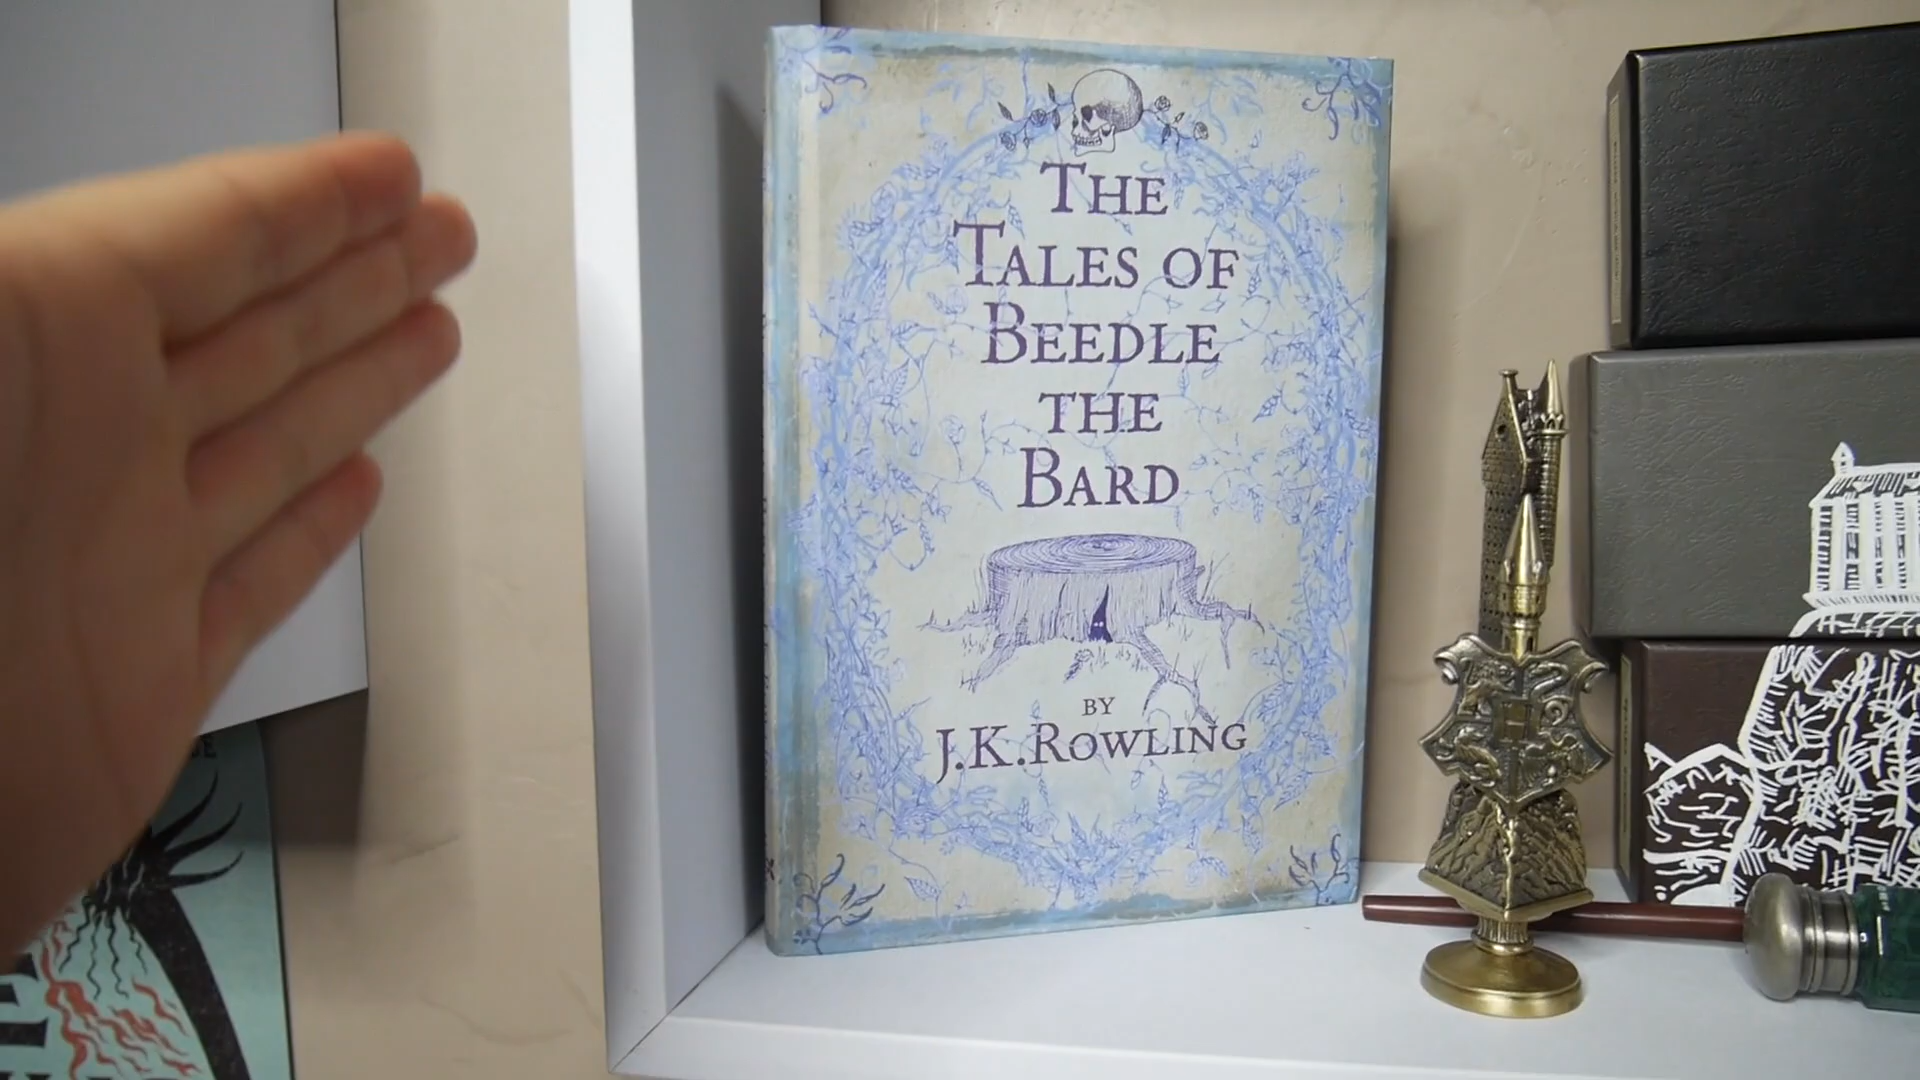 THE
TALES OF
BEEDLE
THE
BARD
BY
J.K.ROWLING